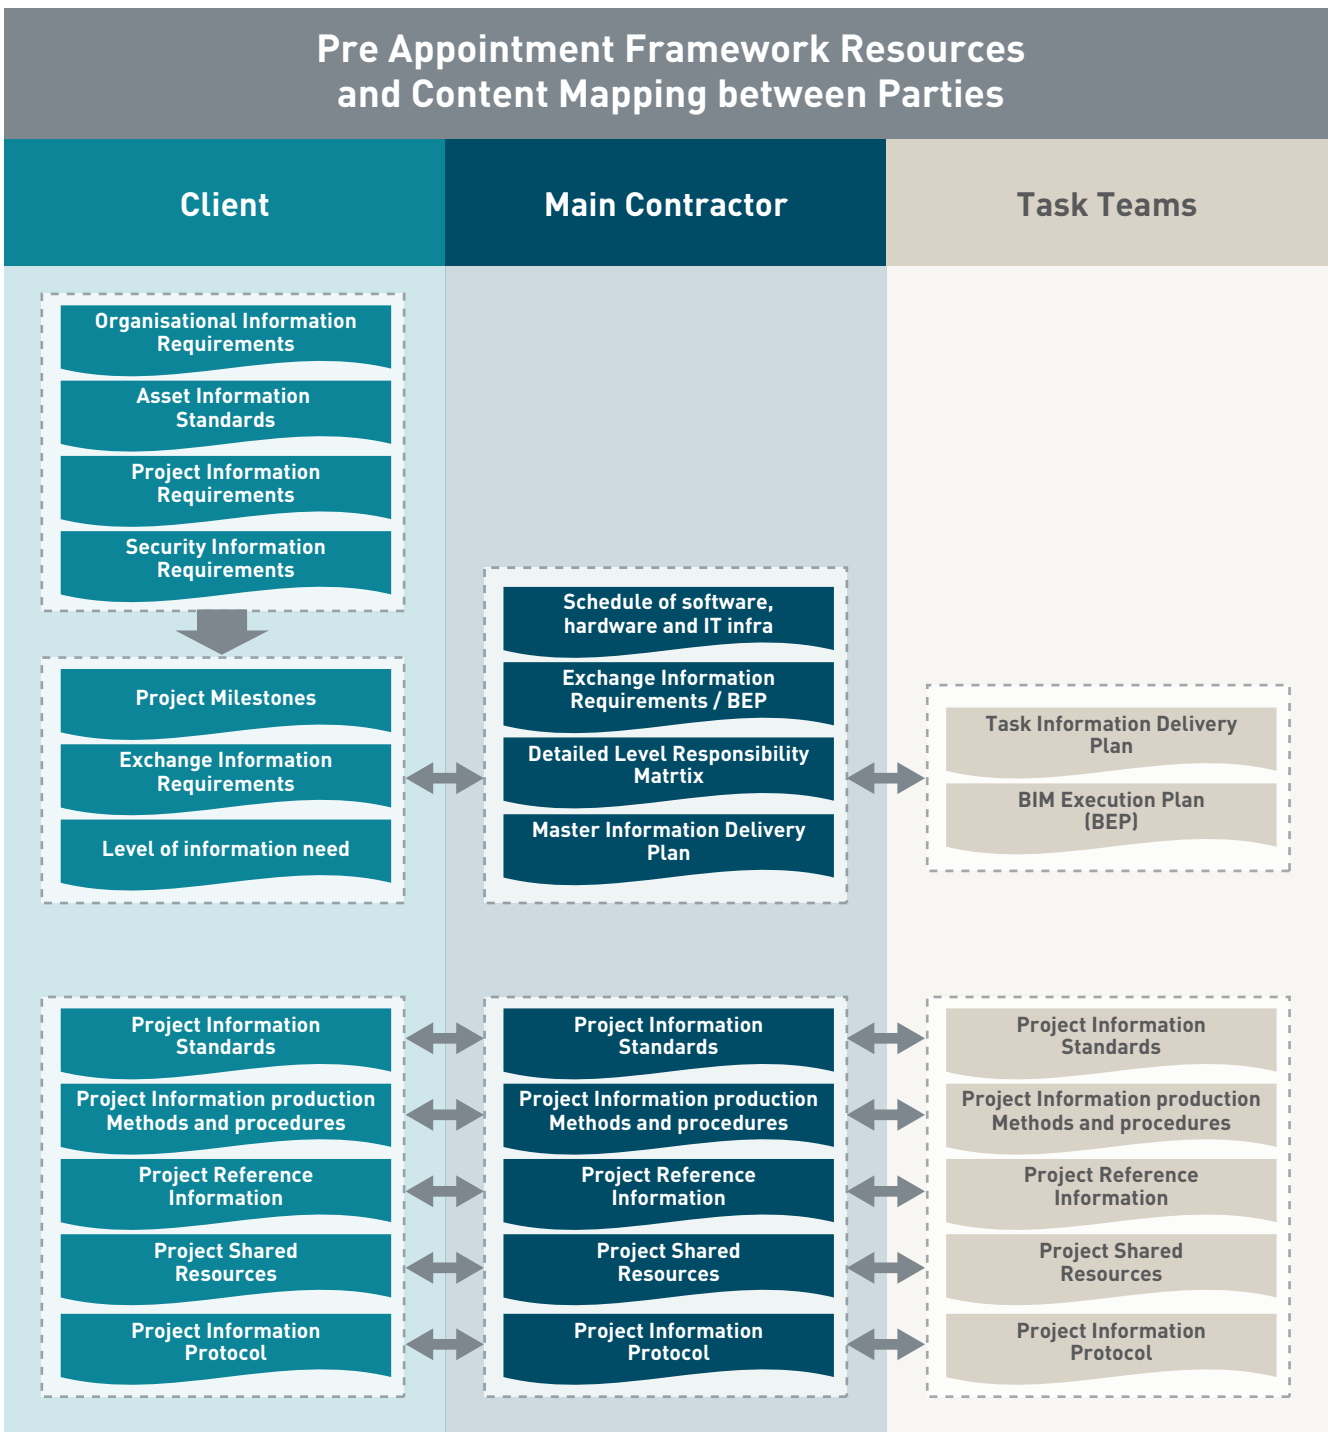 Pre Appointment Framework Resources
and Content Mapping between Parties
Client
Main Contractor
Task Teams
Organisational Information
Requirements
Asset Information
Standards
Project Information
Requirements
Security Information
Requirements
Project Milestones
Exchange Information
Requirements
Level of information need
Schedule of software,
hardware and IT infra
Exchange Information
Requirements / BEP
Detailed Level Responsibility
Matrtix
Master Information Delivery
Plan
Task Information Delivery
Plan
BIM Execution Plan
(BEP)
Project Information
Standards
Project Information production
Methods and procedures
Project Reference
Information
Project Shared
Resources
Project Information
Protocol
Project Information
Standards
Project Information production
Methods and procedures
Project Reference
Information
Project Shared
Resources
Project Information
Protocol
Project Information
Standards
Project Information production
Methods and procedures
Project Reference
Information
Project Shared
Resources
Project Information
Protocol